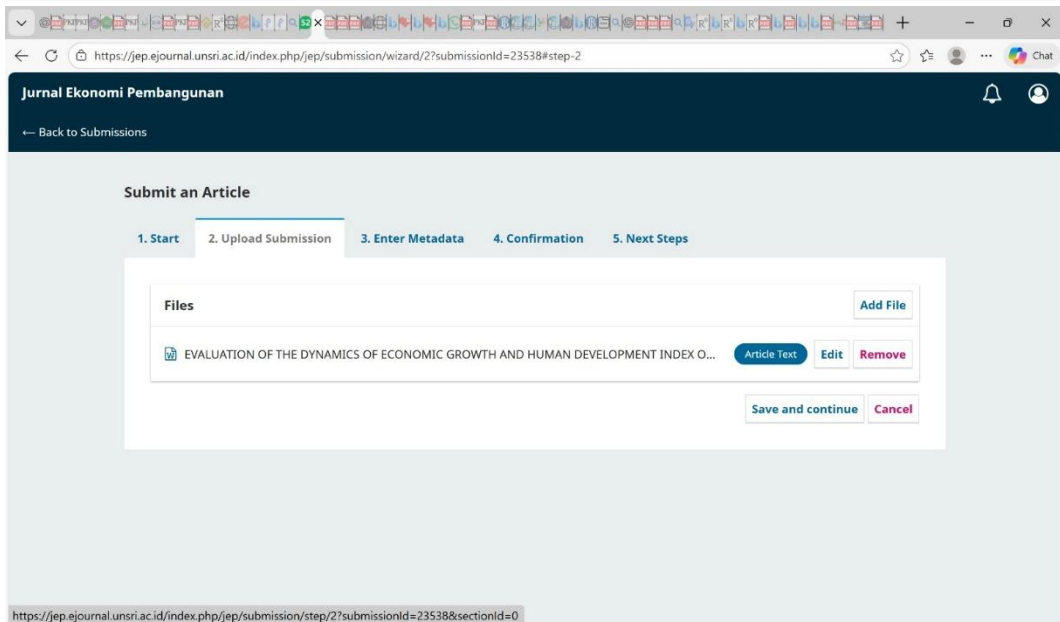 https://jep.ejournal.unsri.ac.id/index.php/jep/submission/wizard/2?submissionId=23538#step-2
Chat
Jurnal Ekonomi Pembangunan
← Back to Submissions
Submit an Article
1. Start 2. Upload Submission 3. Enter Metadata 4. Confirmation 5. Next Steps
Files Add File
EVALUATION OF THE DYNAMICS OF ECONOMIC GROWTH AND HUMAN DEVELOPMENT INDEX O... Article Text Edit Remove
Save and continue Cancel
https://jep.ejournal.unsri.ac.id/index.php/jep/submission/step/2?submissionId=23538&sectionId=0